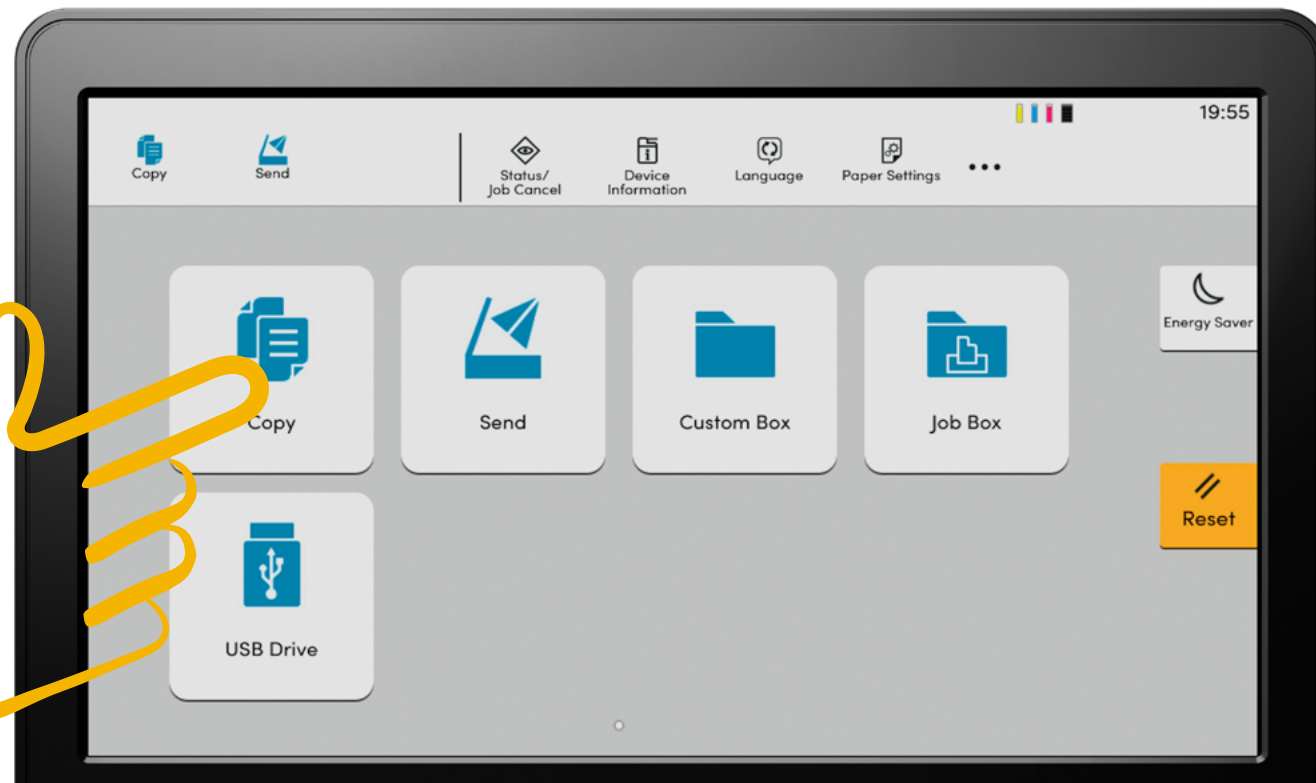 19:55
Copy
Send
Status/
Job Cancel
Device
Information
Language
Paper Settings
Energy Saver
Copy
Send
Custom Box
Job Box
Reset
USB Drive